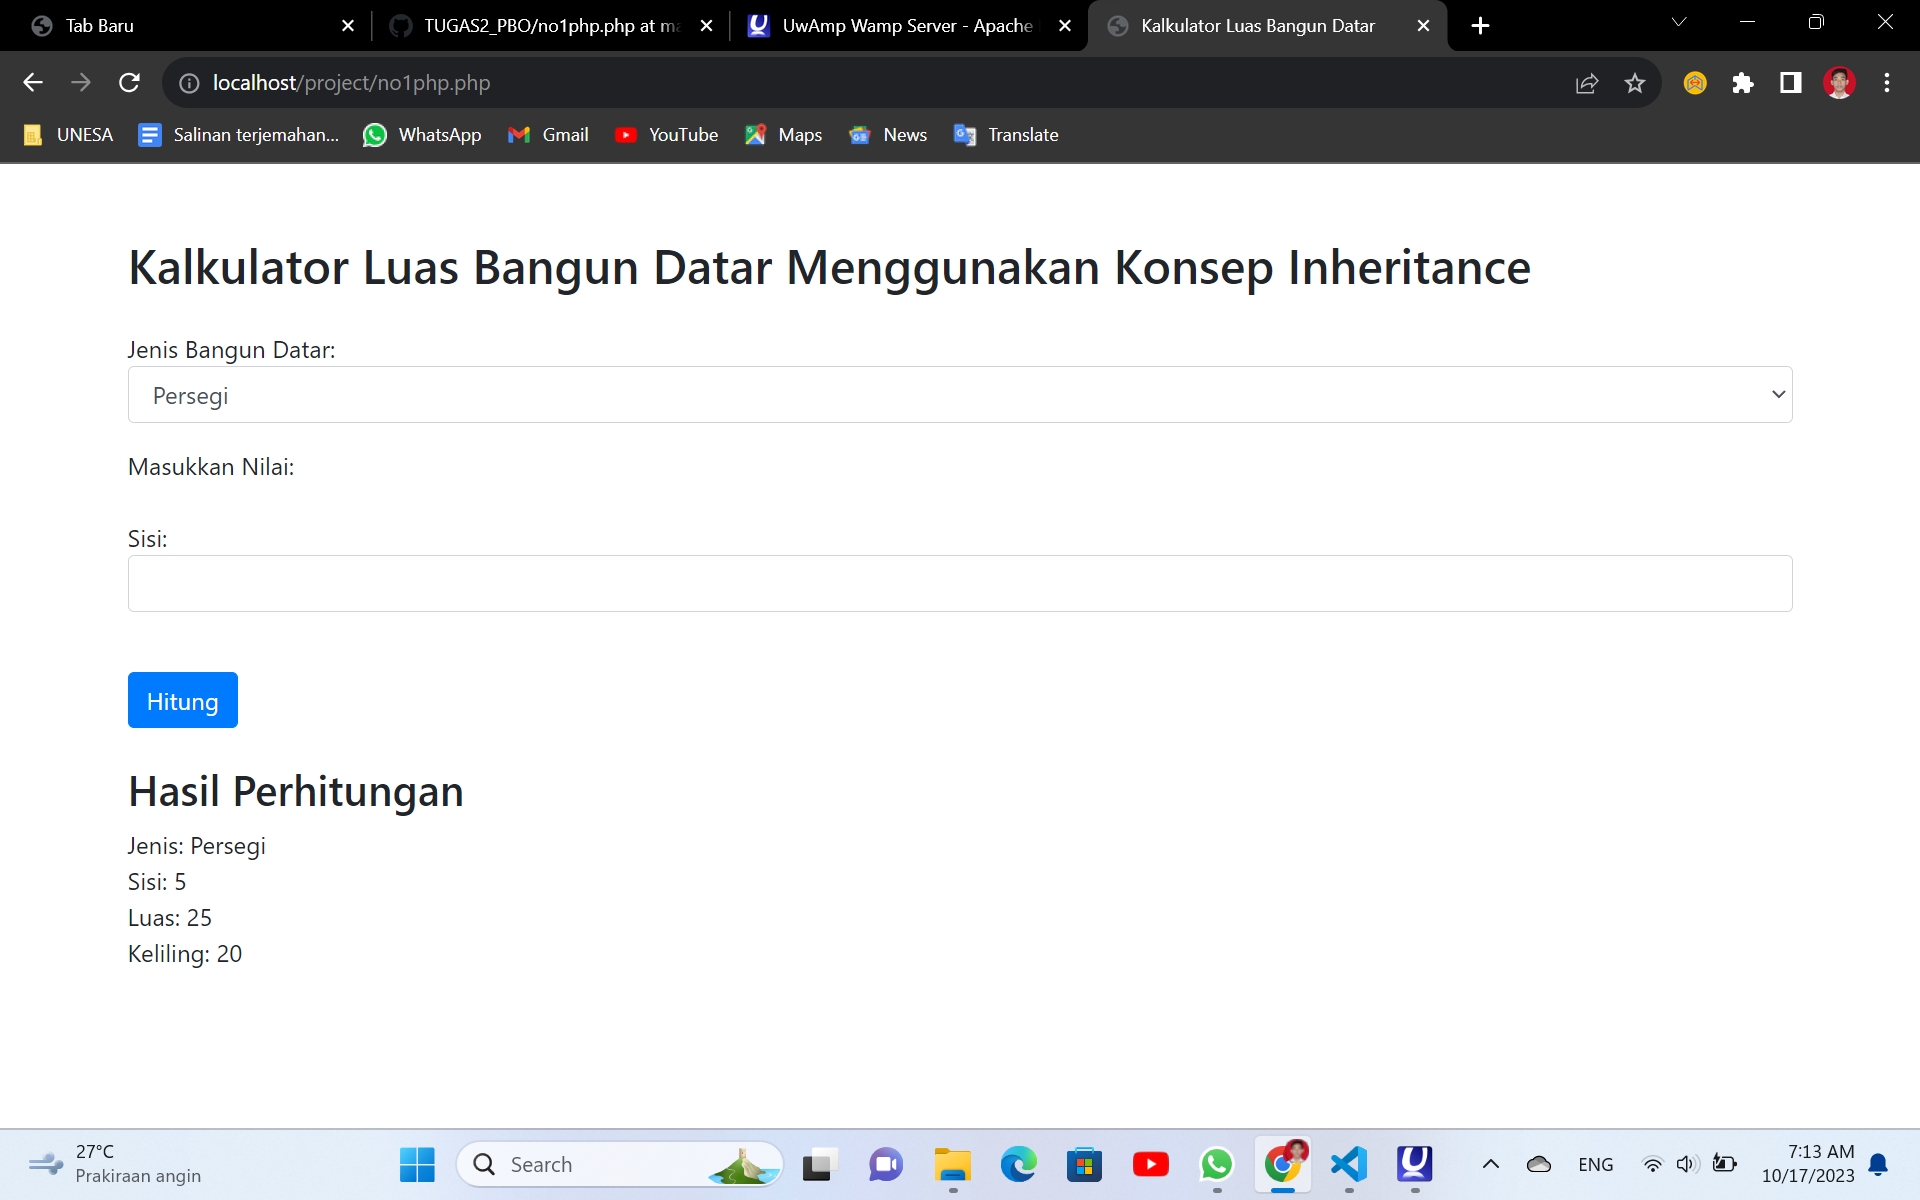 Tab Baru
TUGAS2_PBO/no1php.php at ma
UwAmp Wamp Server - Apache
Kalkulator Luas Bangun Datar
localhost/project/no1php.php
UNESA
Salinan terjemahan...
WhatsApp
Gmail
YouTube
Maps
News
Translate
Kalkulator Luas Bangun Datar Menggunakan Konsep Inheritance
Jenis Bangun Datar:
Persegi
Masukkan Nilai:
Sisi:
Hitung
Hasil Perhitungan
Jenis: Persegi
Sisi: 5
Luas: 25
Keliling: 20
27°C
Prakiraan angin
Search
ENG
7:13 AM
10/17/2023